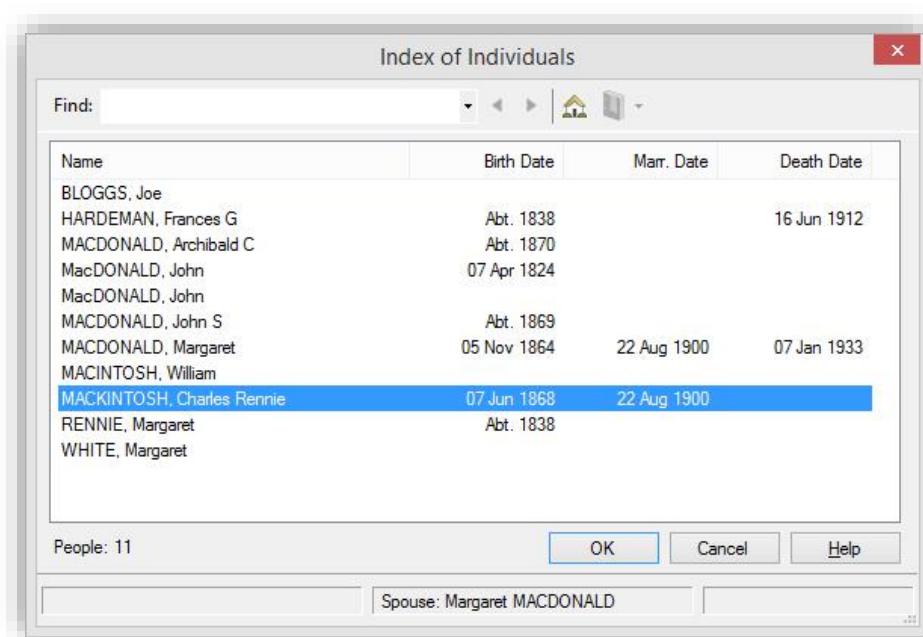 Index of Individuals
Find:
Name Birth Date Marr. Date Death Date
BLOGGS, Joe
HARDEMAN, Frances G Abt. 1838 16 Jun 1912
MACDONALD, Archibald C Abt. 1870
MacDONALD, John 07 Apr 1824
MacDONALD, John
MACDONALD, John S Abt. 1869
MACDONALD, Margaret 05 Nov 1864 22 Aug 1900 07 Jan 1933
MACINTOSH, William
MACKINTOSH, Charles Rennie 07 Jun 1868 22 Aug 1900
RENNIE, Margaret Abt. 1838
WHITE, Margaret
People: 11 OK Cancel Help
Spouse: Margaret MACDONALD